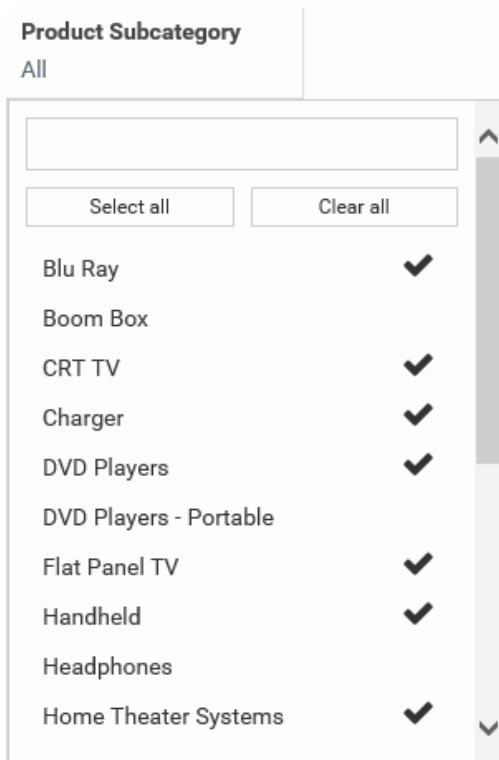 Product Subcategory
All
Select all
Clear all
Blu Ray
Boom Box
CRT TV
Charger
DVD Players
DVD Players - Portable
Flat Panel TV
Handheld
Headphones
Home Theater Systems